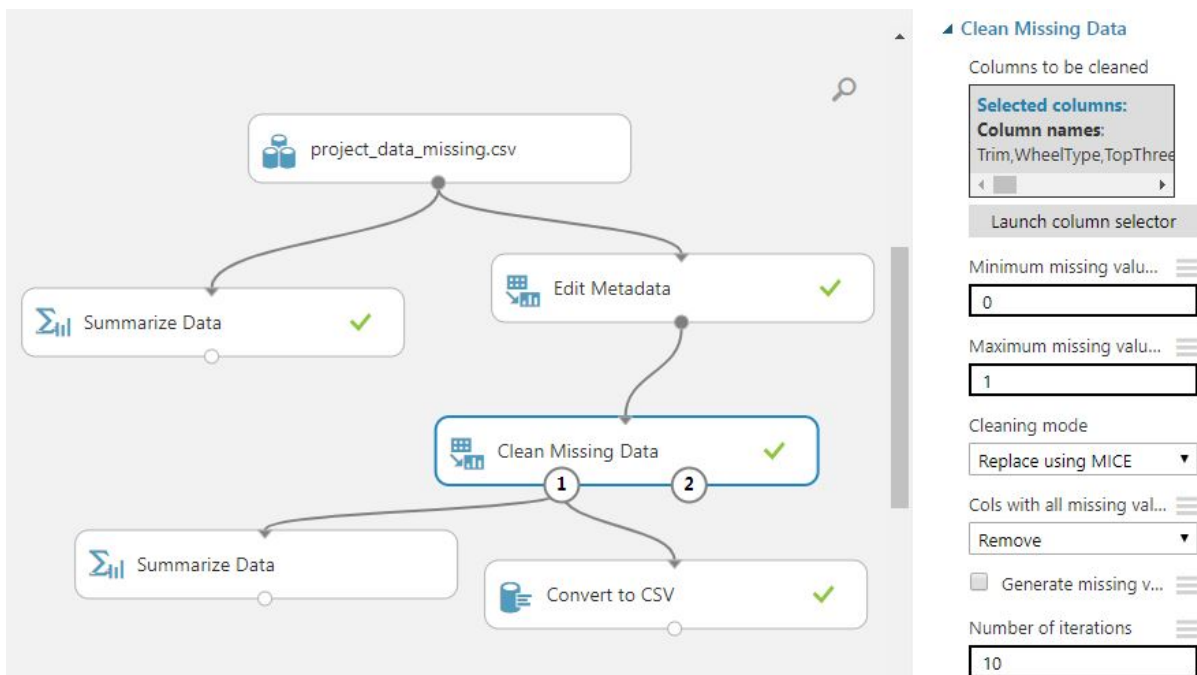 project_data_missing.csv
Summarize Data
Edit Metadata
Clean Missing Data
1
2
Summarize Data
Convert to CSV
Clean Missing Data
Columns to be cleaned
Selected columns:
Column names:
Trim,WheelType,TopThree
Launch column selector
Minimum missing valu...
0
Maximum missing valu...
1
Cleaning mode
Replace using MICE
Cols with all missing val...
Remove
Generate missing v...
Number of iterations
10